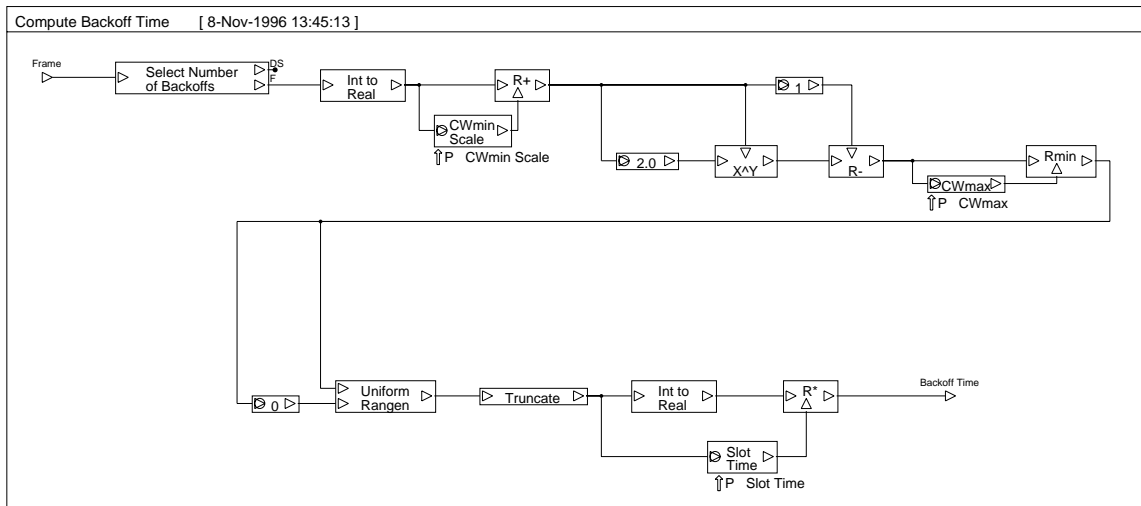 Compute Backoff Time [ 8-Nov-1996 13:45:13 ]
Frame
Select Number
of Backoffs
DS
F
Int to
Real
R+
CWmin
Scale
P CWmin Scale
1
2.0
X^Y
R-
Rmin
CWmax
P CWmax
0
Uniform
Rangen
Truncate
Int to
Real
R*
Backoff Time
Slot
Time
P Slot Time